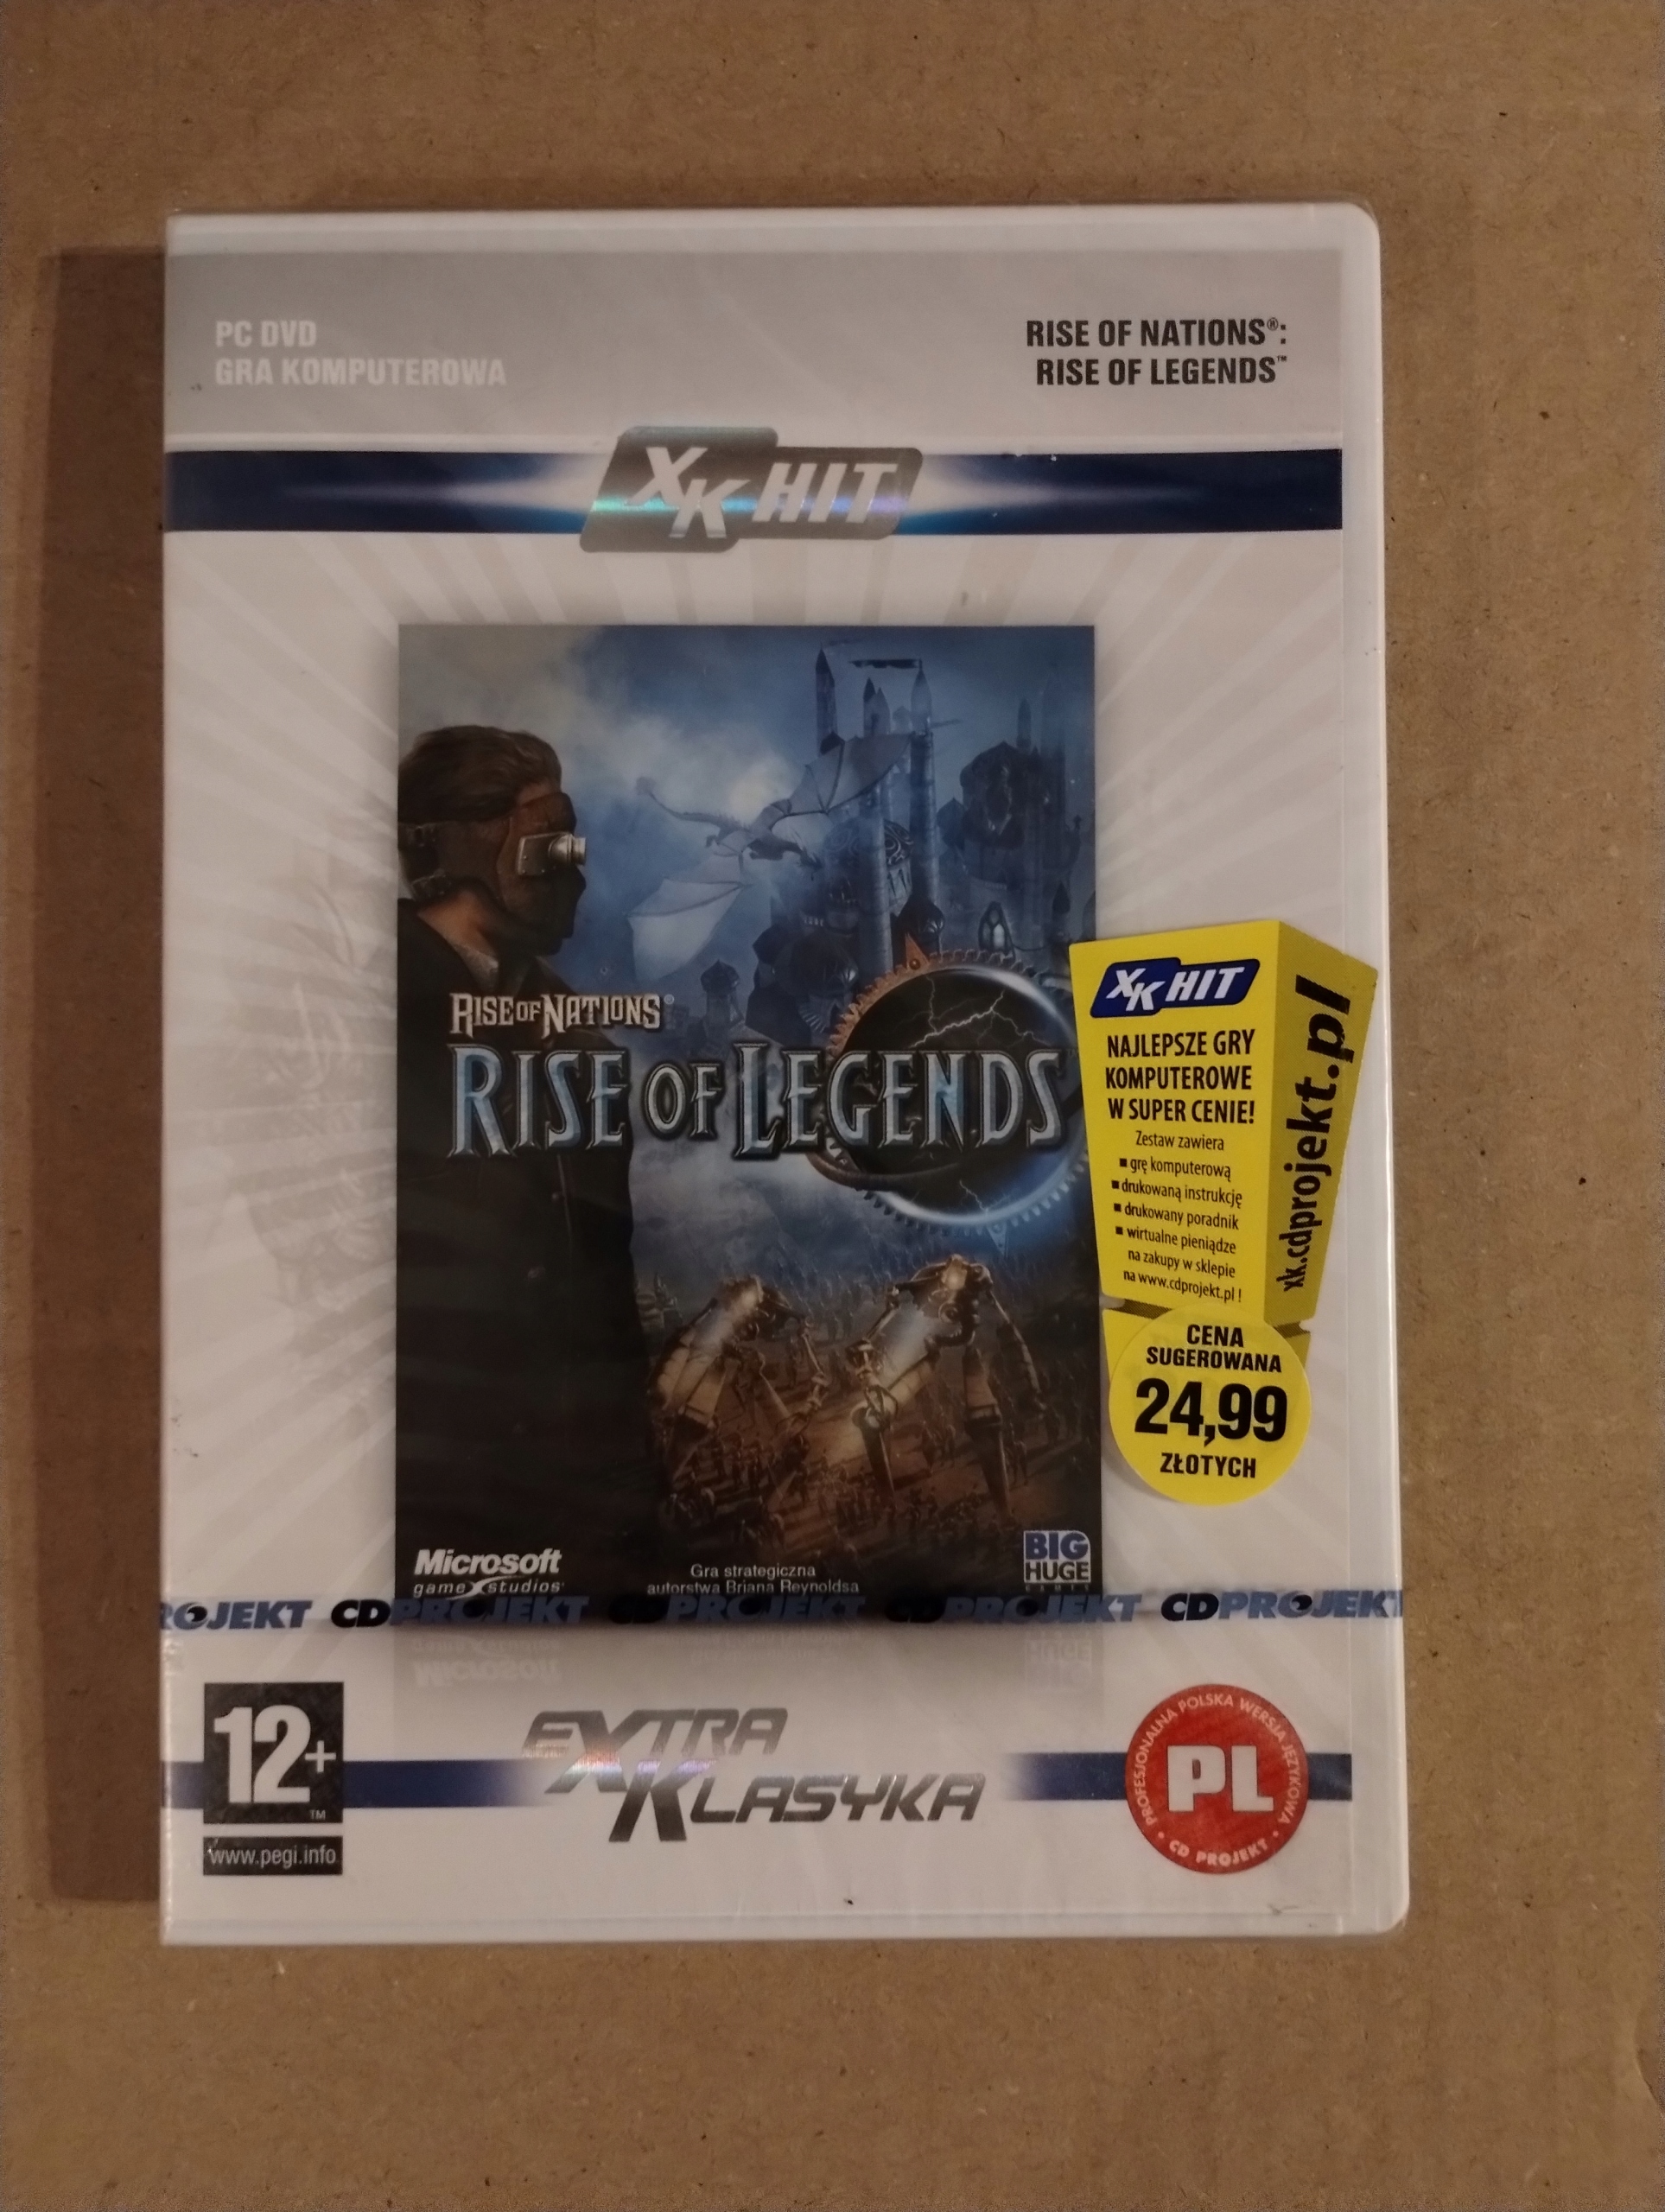 PC DVD
GRA KOMPUTEROWA
RISE OF NATIONS®:
RISE OF LEGENDS™
XK HIT
RISE OF NATIONS®
RISE OF LEGENDS
XK HIT
NAJLEPSZE GRY
KOMPUTEROWE
W SUPER CENIE!
Zestaw zawiera
▪ grę komputerową
▪ drukowaną instrukcję
▪ drukowany poradnik
▪ wirtualne pieniądze
na zakupy w sklepie
na www.cdprojekt.pl !
xk.cdprojekt.pl
CENA
SUGEROWANA
24,99
ZŁOTYCH
Microsoft
game studios
Gra strategiczna
autorstwa Briana Reynoldsa
BIG
HUGE
GAMES
ROJEKT CDPROJEKT CDPROJEKT CDPROJEKT CDPROJEKT
12+™
www.pegi.info
EXTRA
KLASYKA
PROFESJONALNA POLSKA WERSJA JĘZYKOWA
PL
• CD PROJEKT •